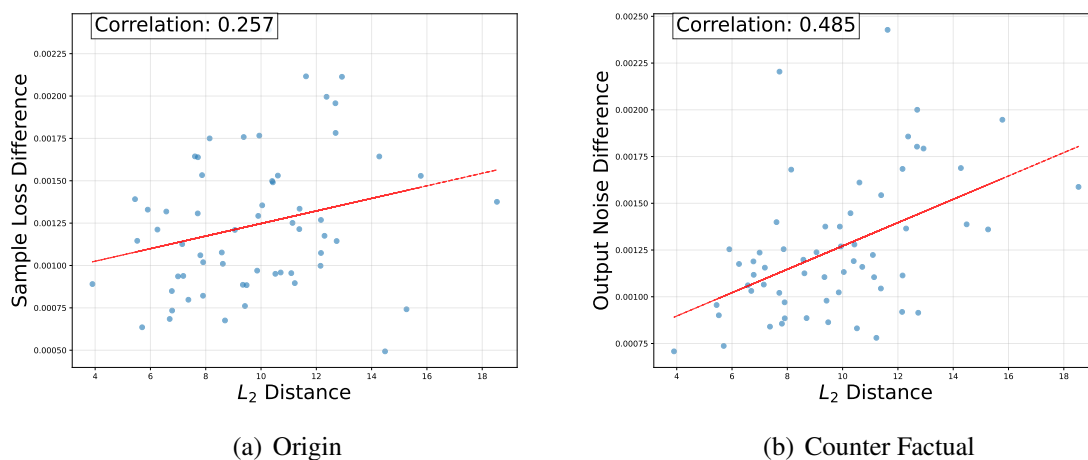 Correlation: 0.257
Sample Loss Difference
0.00225
0.00200
0.00175
0.00150
0.00125
0.00100
0.00075
0.00050
4 6 8 10 12 14 16 18
L2 Distance
(a) Origin
Correlation: 0.485
Output Noise Difference
0.00250
0.00225
0.00200
0.00175
0.00150
0.00125
0.00100
0.00075
4 6 8 10 12 14 16 18
L2 Distance
(b) Counter Factual